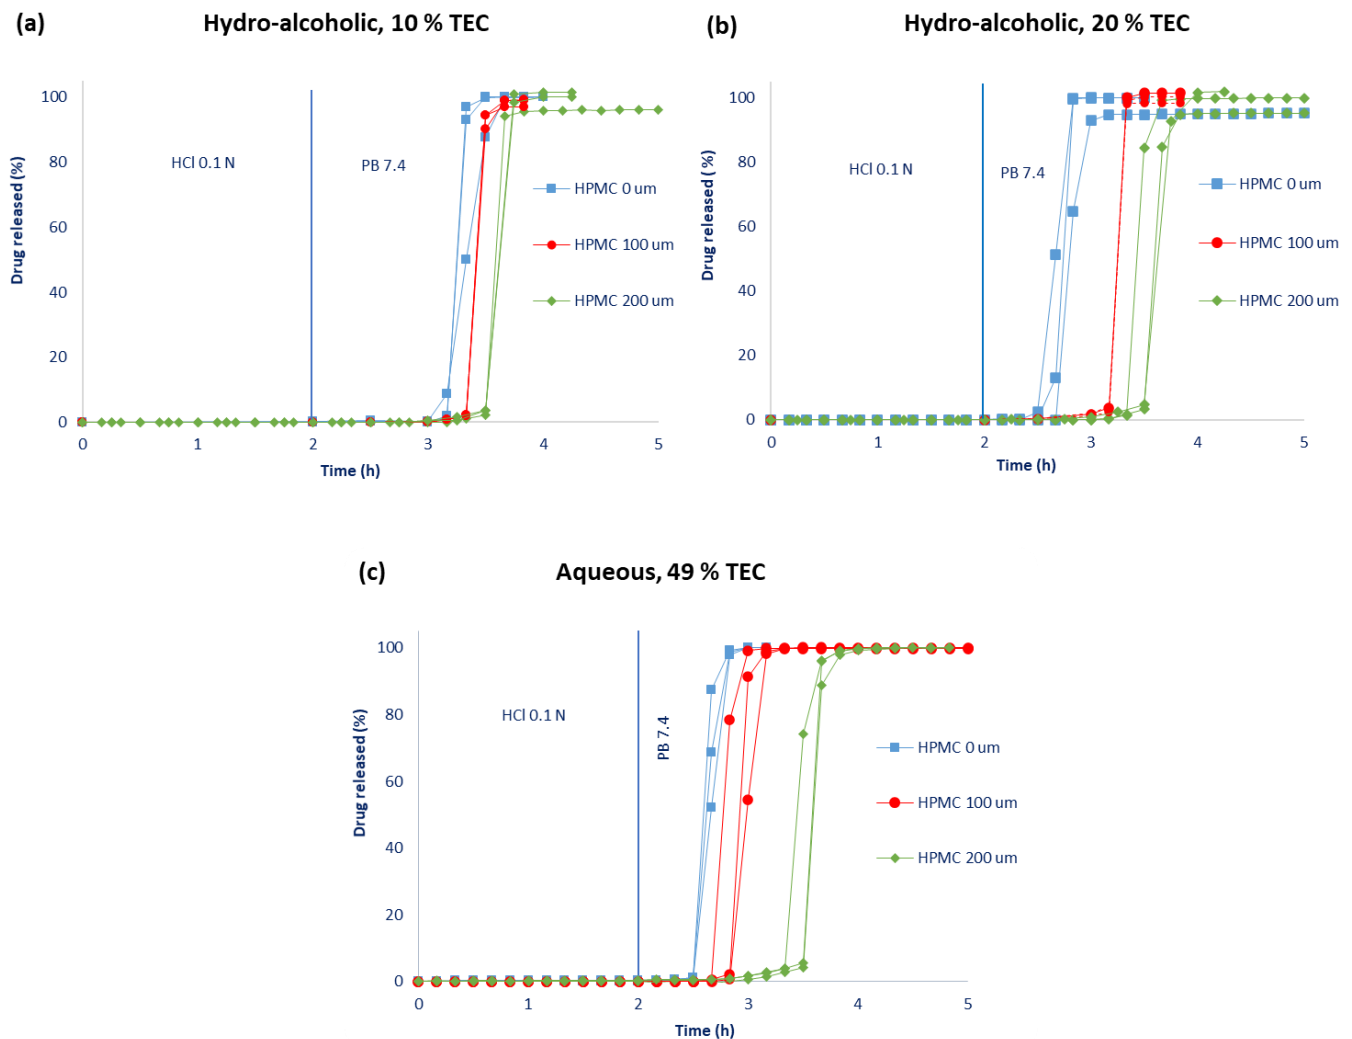 (a)
Hydro-alcoholic, 10 % TEC
100
80
60
40
20
0
Drug released (%)
HCl 0.1 N
PB 7.4
HPMC 0 um
HPMC 100 um
HPMC 200 um
0 1 2 3 4 5
Time (h)
(b)
Hydro-alcoholic, 20 % TEC
100
80
60
40
20
0
Drug released (%)
HCl 0.1 N
PB 7.4
HPMC 0 um
HPMC 100 um
HPMC 200 um
0 1 2 3 4 5
Time (h)
(c)
Aqueous, 49 % TEC
100
80
60
40
20
0
Drug released (%)
HCl 0.1 N
PB 7.4
HPMC 0 um
HPMC 100 um
HPMC 200 um
0 1 2 3 4 5
Time (h)